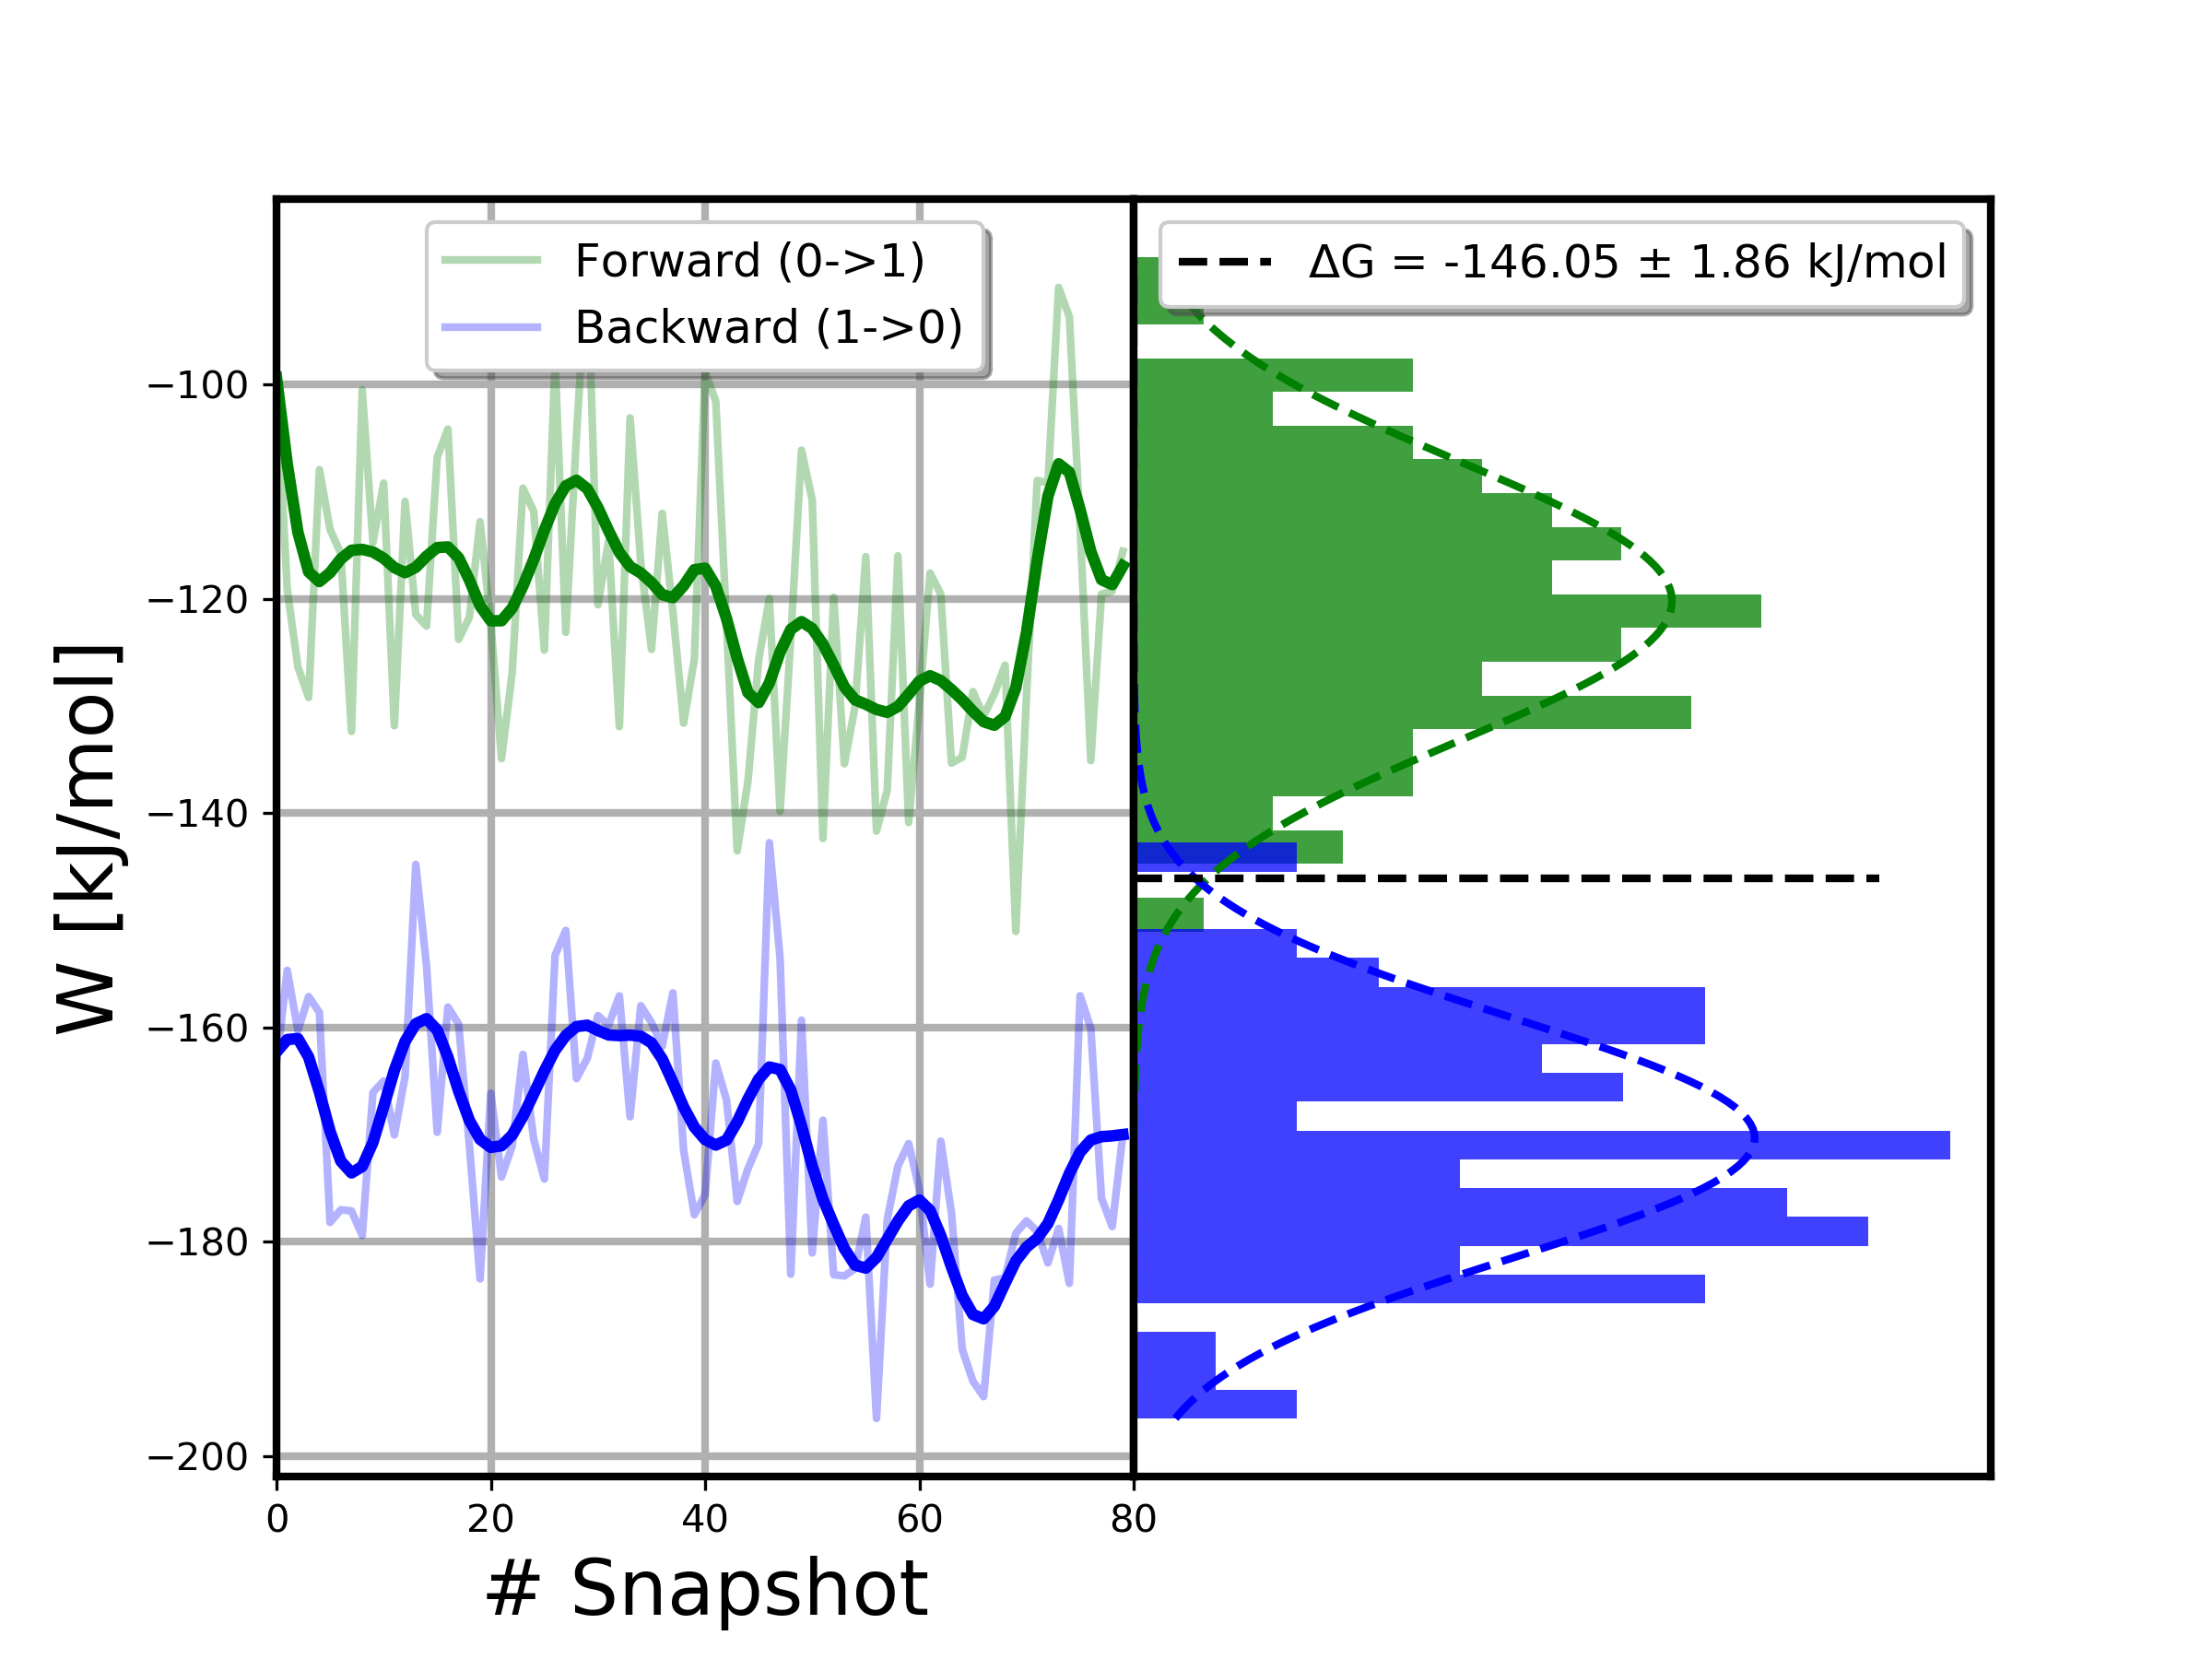 Forward (0->1)
Backward (1->0)
ΔG = -146.05 ± 1.86 kJ/mol
−100
−120
−140
−160
−180
−200
W [kJ/mol]
0 20 40 60 80
# Snapshot